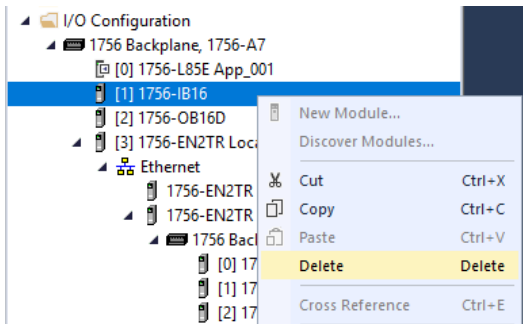 I/O Configuration
1756 Backplane, 1756-A7
[0] 1756-L85E App_001
[1] 1756-IB16
[2] 1756-OB16D
[3] 1756-EN2TR Loca
Ethernet
1756-EN2TR
1756-EN2TR
1756 Bac
[0] 17
[1] 17
[2] 17
New Module...
Discover Modules...
Cut Ctrl+X
Copy Ctrl+C
Paste Ctrl+V
Delete Delete
Cross Reference Ctrl+E